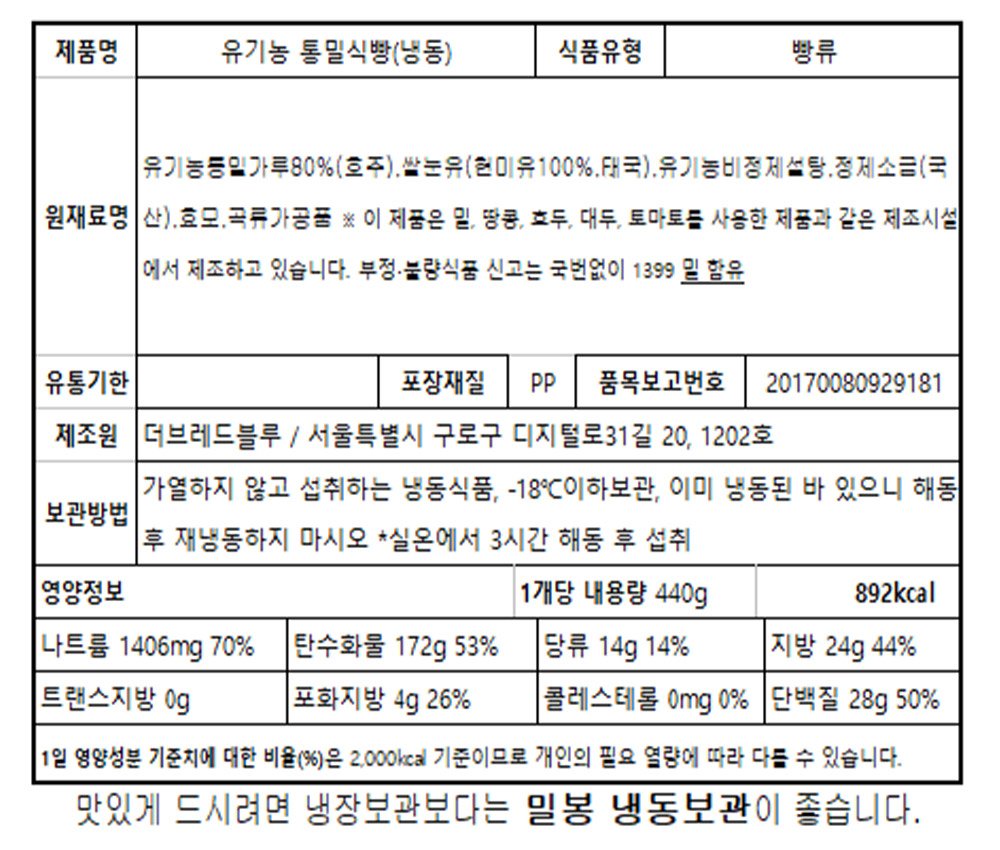 제품명 유기농 통밀식빵(냉동) 식품유형 빵류
원재료명
유기농통밀가루80%(호주),쌀눈유(현미유100%,태국),유기농비정제설탕,정제소금(국
산),효모,곡류가공품 ※ 이 제품은 밀, 땅콩, 호두, 대두, 토마토를 사용한 제품과 같은 제조시설
에서 제조하고 있습니다. 부정·불량식품 신고는 국번없이 1399 밀 함유
유통기한 포장재질 PP 품목보고번호 20170080929181
제조원 더브레드블루 / 서울특별시 구로구 디지털로31길 20, 1202호
보관방법
가열하지 않고 섭취하는 냉동식품, -18℃이하보관, 이미 냉동된 바 있으니 해동
후 재냉동하지 마시오 *실온에서 3시간 해동 후 섭취
영양정보 1개당 내용량 440g 892kcal
나트륨 1406mg 70% 탄수화물 172g 53% 당류 14g 14% 지방 24g 44%
트랜스지방 0g 포화지방 4g 26% 콜레스테롤 0mg 0% 단백질 28g 50%
1일 영양성분 기준치에 대한 비율(%)은 2,000kcal 기준이므로 개인의 필요 열량에 따라 다를 수 있습니다.
맛있게 드시려면 냉장보관보다는 밀봉 냉동보관이 좋습니다.